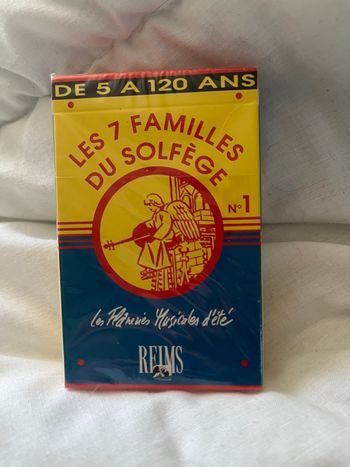 DE 5 A 120 ANS
LES 7 FAMILLES
DU SOLFÈGE
N° 1
Les Flâneries Musicales d'été
REIMS